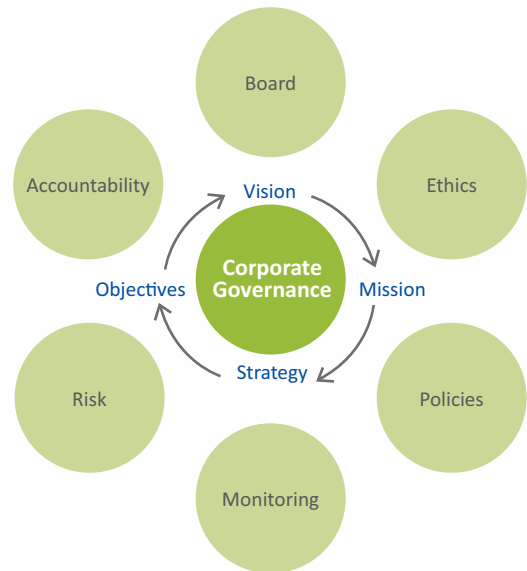 Board
Accountability
Ethics
Vision
Corporate
Governance
Objectives
Mission
Strategy
Risk
Policies
Monitoring